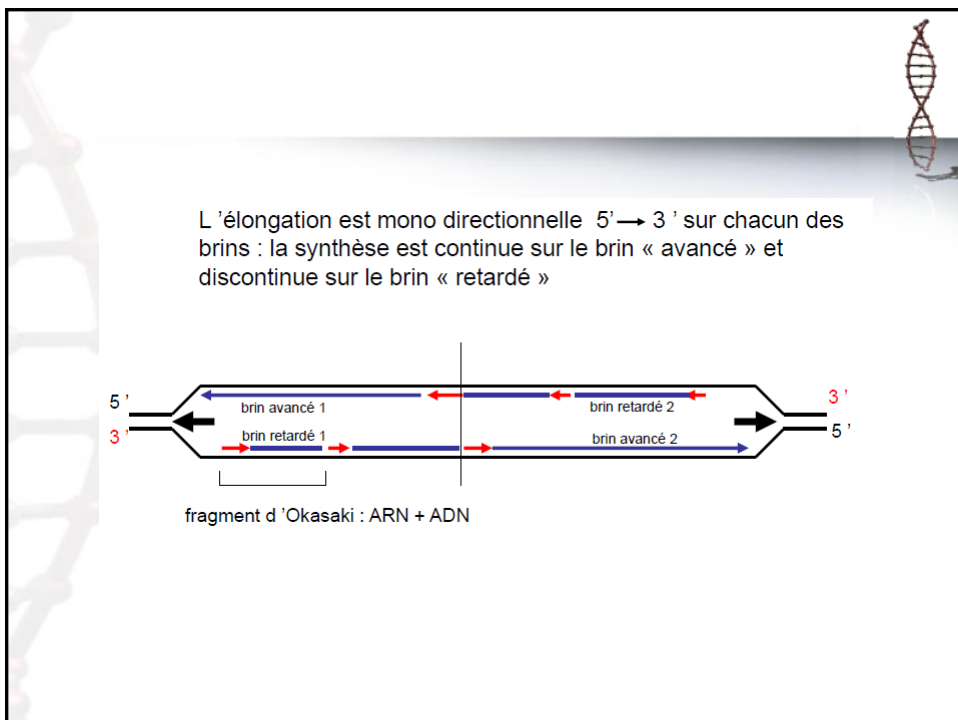 L ’élongation est mono directionnelle 5’ → 3 ’ sur chacun des
brins : la synthèse est continue sur le brin « avancé » et
discontinue sur le brin « retardé »
5 ’
3 ’
brin avancé 1
brin retardé 2
3 ’
5 ’
brin retardé 1
brin avancé 2
fragment d ’Okasaki : ARN + ADN